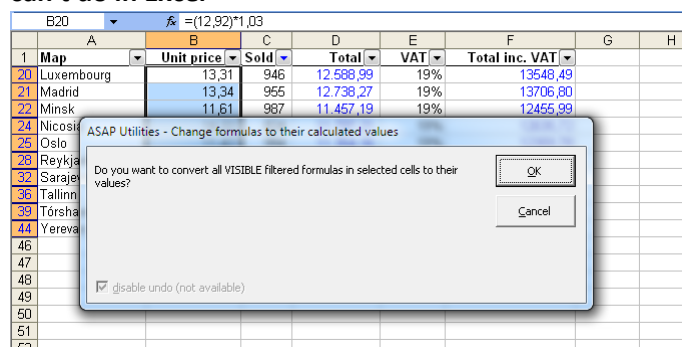 B20 fx =(12,92)*1,03
A B C D E F G H
1 Map Unit price Sold Total VAT Total inc. VAT
20 Luxembourg 13,31 946 12.588,99 19% 13548,49
21 Madrid 13,34 955 12.738,27 19% 13706,80
22 Minsk 11,61 987 11.457,19 19% 12455,99
24
25 Oslo
28
32
36 Tallinn
39
44
46
47
48
49
50
51
ASAP Utilities - Change formulas to their calculated values
Do you want to convert all VISIBLE filtered formulas in selected cells to their
values?
OK
Cancel
disable undo (not available)